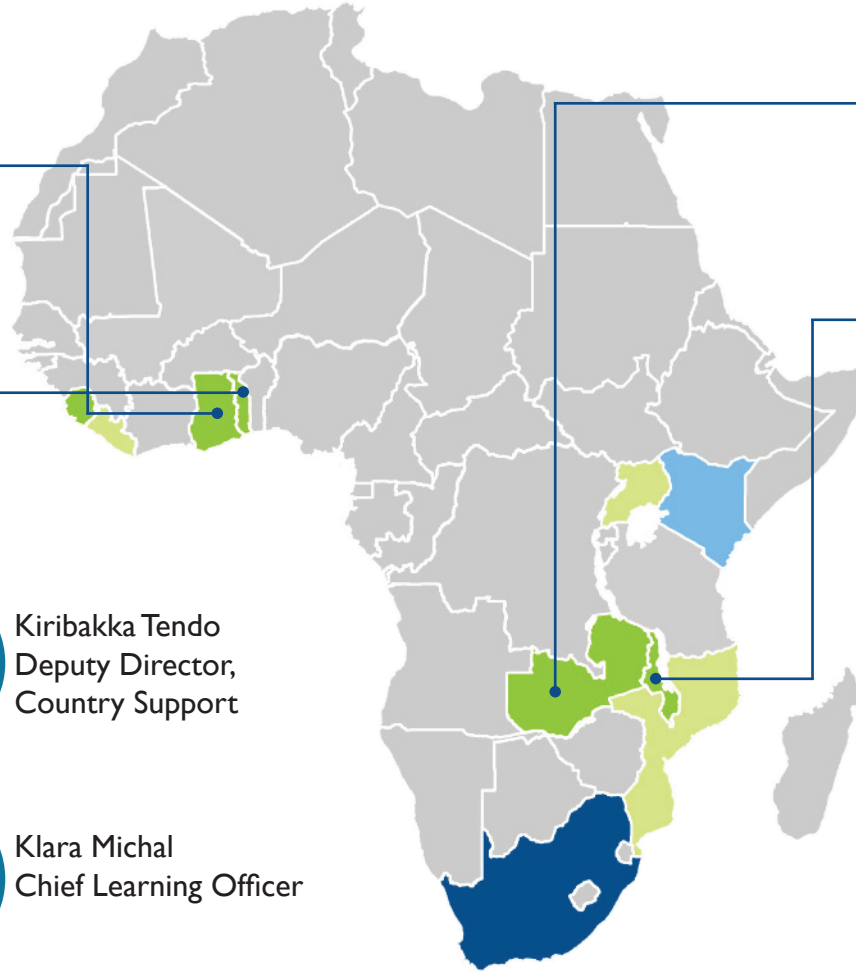 Kiribakka Tendo
Deputy Director,
Country Support
Klara Michal
Chief Learning Officer